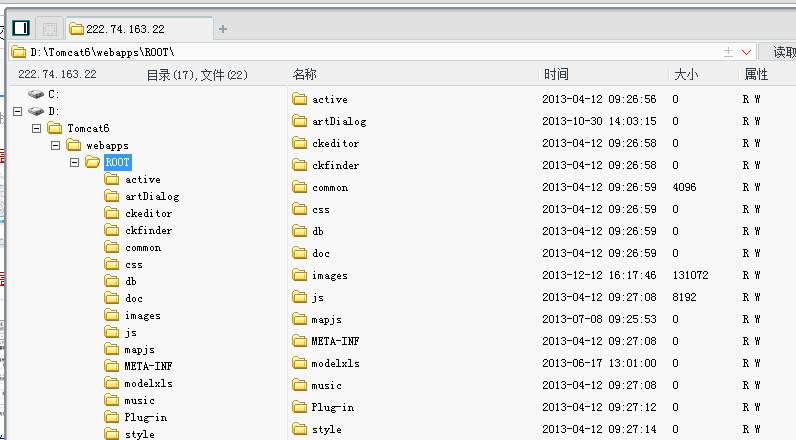 222.74.163.22 +
D:\Tomcat6\webapps\ROOT\
222.74.163.22 目录(17),文件(22) 名称 时间 大小 属性
C:
D:
Tomcat6
webapps
ROOT
active
artDialog
ckeditor
ckfinder
common
css
db
doc
images
js
mapjs
META-INF
modelxls
music
Plug-in
style
active 2013-04-12 09:26:56 0 R W
artDialog 2013-10-30 14:03:15 0 R W
ckeditor 2013-04-12 09:26:58 0 R W
ckfinder 2013-04-12 09:26:58 0 R W
common 2013-04-12 09:26:59 4096 R W
css 2013-04-12 09:26:59 0 R W
db 2013-04-12 09:26:59 0 R W
doc 2013-04-12 09:26:59 0 R W
images 2013-12-12 16:17:46 131072 R W
js 2013-04-12 09:27:08 8192 R W
mapjs 2013-07-08 09:25:53 0 R W
META-INF 2013-04-12 09:27:08 0 R W
modelxls 2013-06-17 13:01:00 0 R W
music 2013-04-12 09:27:08 0 R W
Plug-in 2013-04-12 09:27:12 0 R W
style 2013-04-12 09:27:14 0 R W